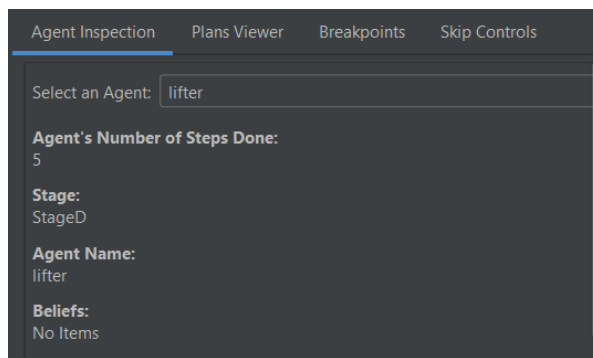 Agent Inspection Plans Viewer Breakpoints Skip Controls
Select an Agent: lifter
Agent's Number of Steps Done:
5
Stage:
StageD
Agent Name:
lifter
Beliefs:
No Items